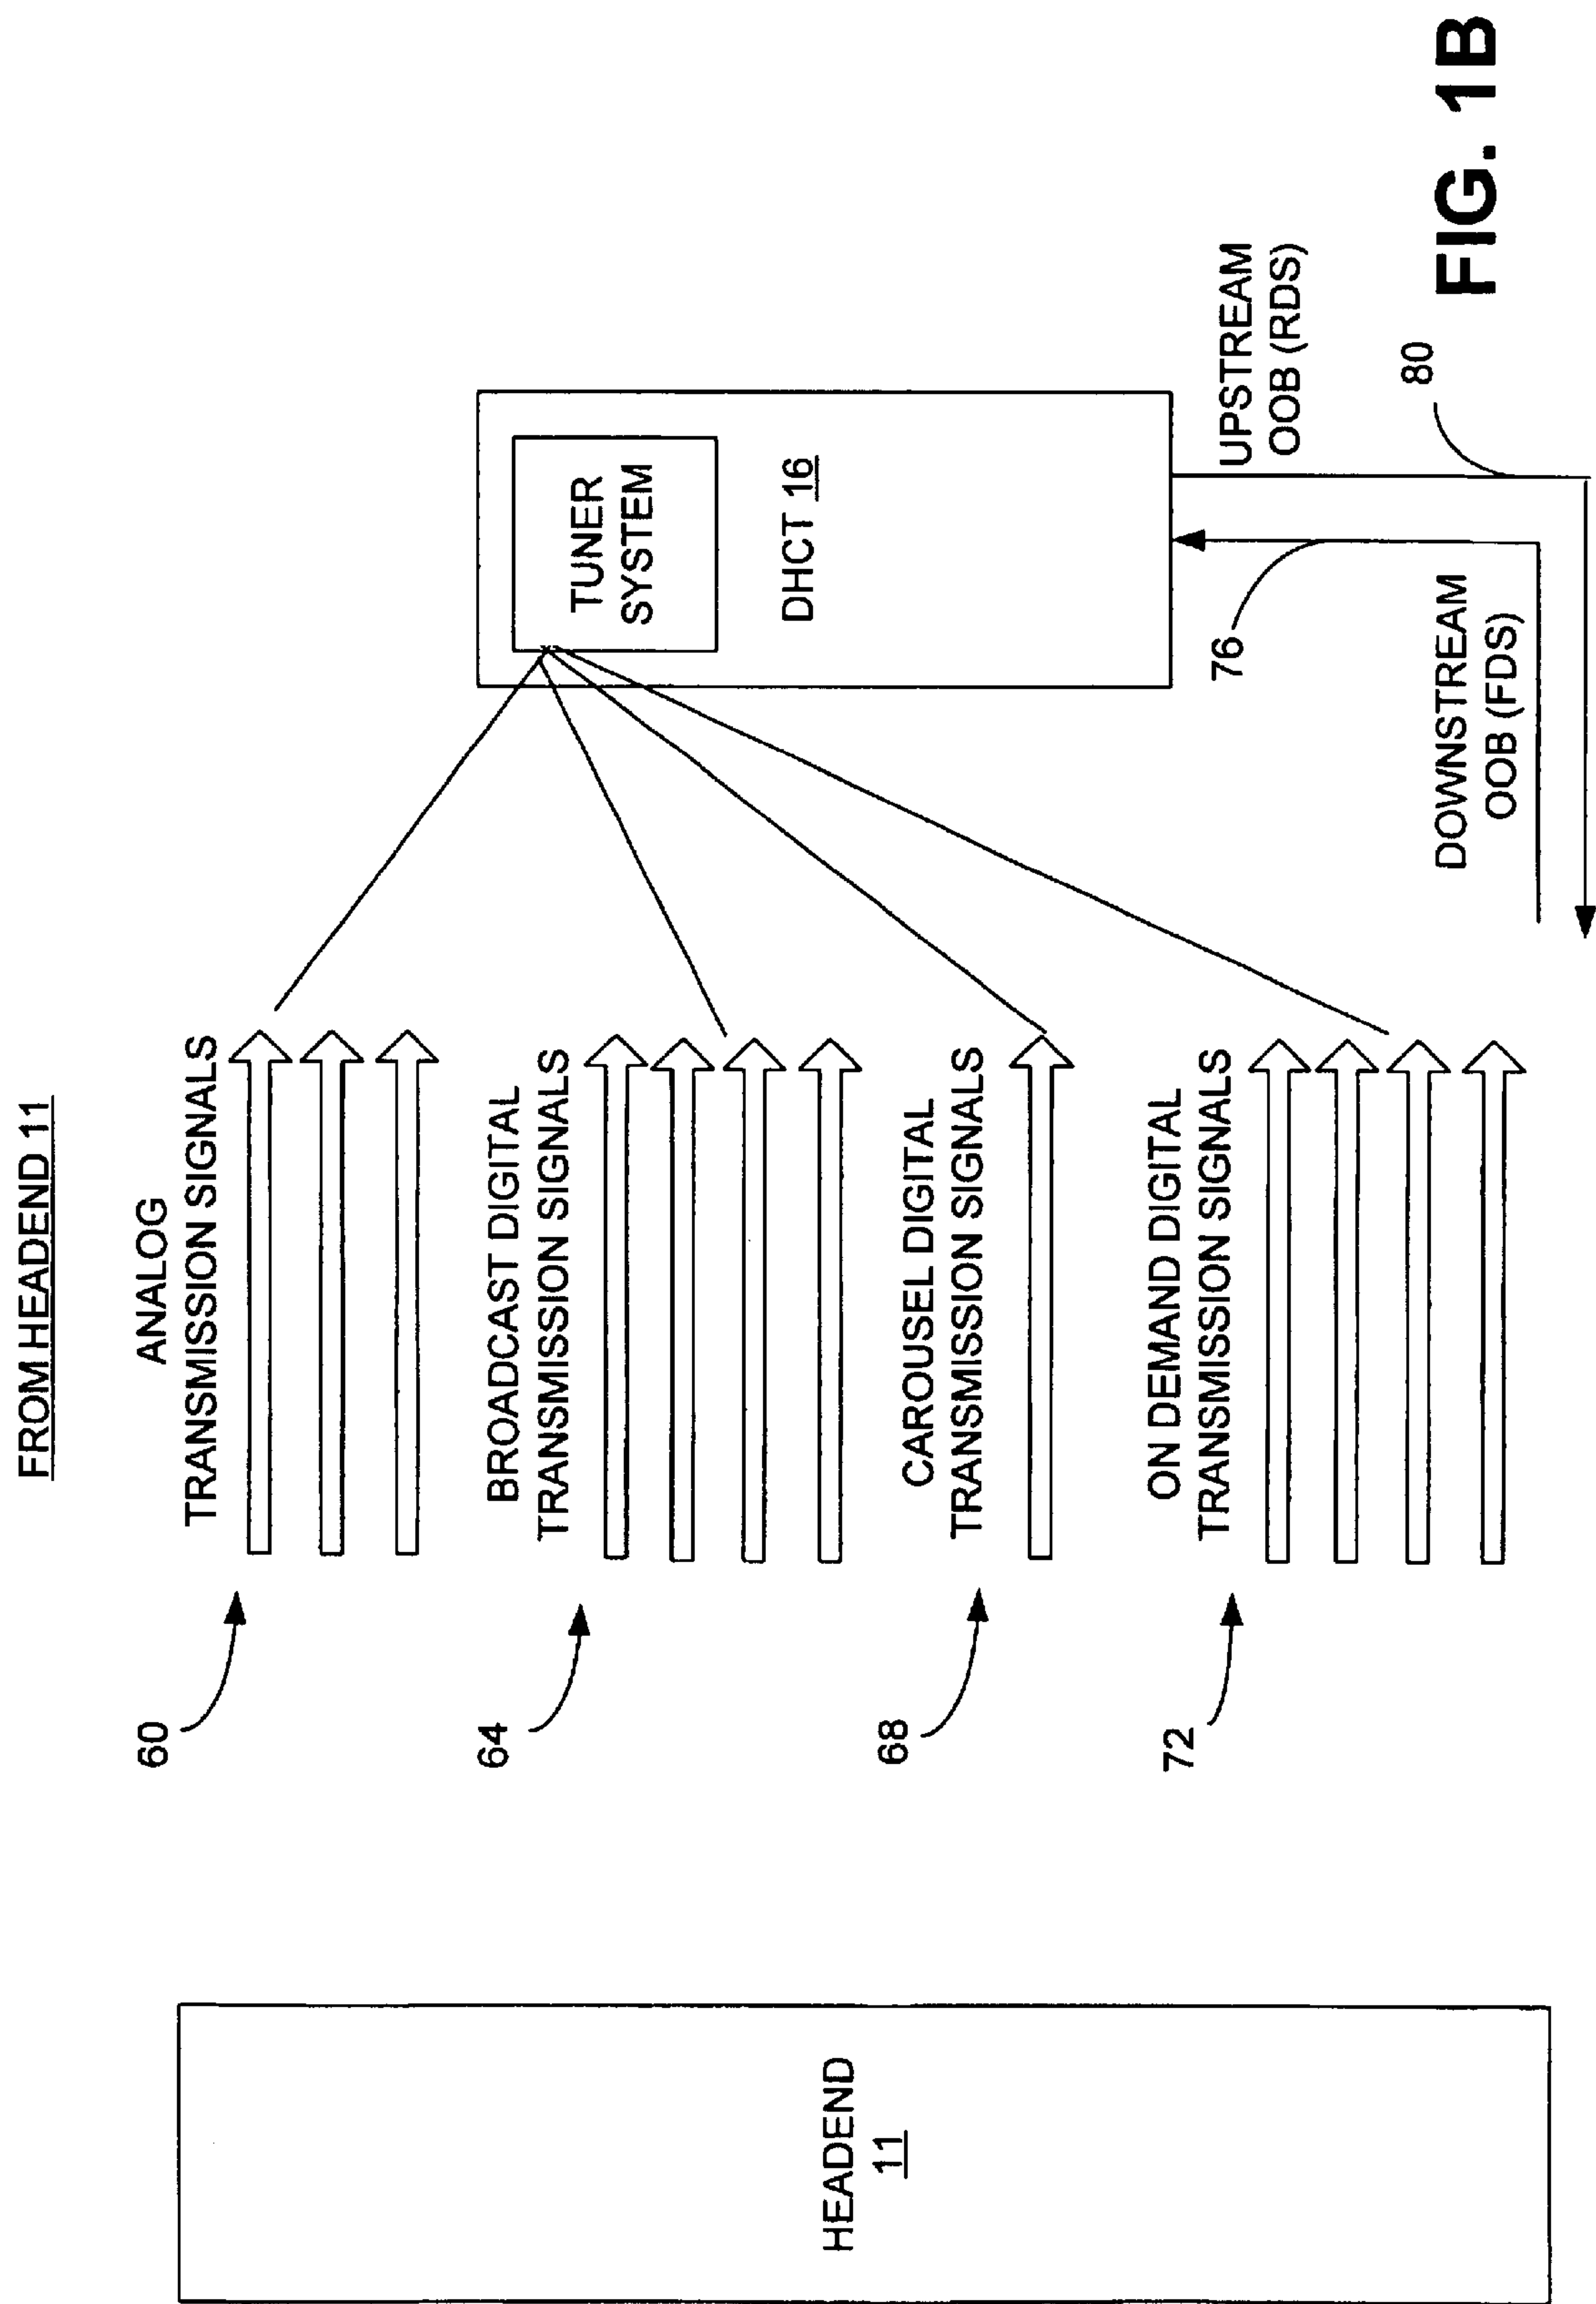 FROM HEADEND 11
60
ANALOG
TRANSMISSION SIGNALS
64
BROADCAST DIGITAL
TRANSMISSION SIGNALS
68
CAROUSEL DIGITAL
TRANSMISSION SIGNALS
72
ON DEMAND DIGITAL
TRANSMISSION SIGNALS
HEADEND
11
TUNER
SYSTEM
DHCT 16
76
DOWNSTREAM
OOB (FDS)
UPSTREAM
OOB (RDS)
80
FIG. 1B